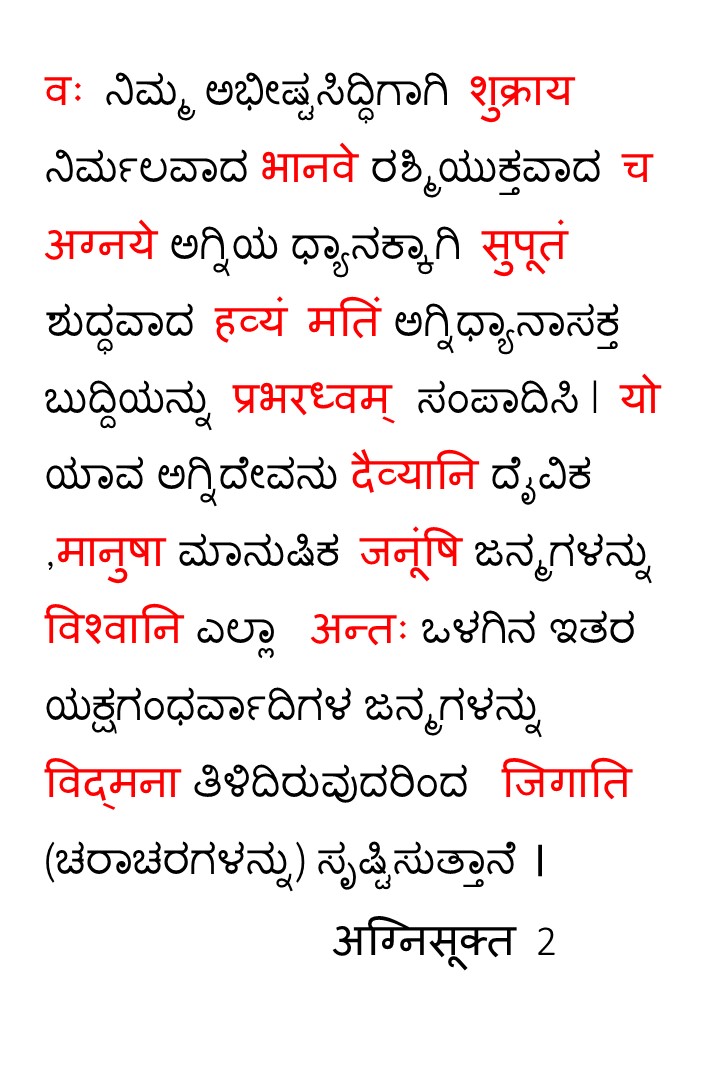 वः ನಿಮ್ಮ ಅಭೀಷ್ಟಸಿದ್ಧಿಗಾಗಿ शुक्राय
ನಿರ್ಮಲವಾದ भानवे ರಶ್ಮಿಯುಕ್ತವಾದ च
अग्नये ಅಗ್ನಿಯ ಧ್ಯಾನಕ್ಕಾಗಿ सुपूतं
ಶುದ್ಧವಾದ हव्यं मतिं ಅಗ್ನಿಧ್ಯಾನಾಸಕ್ತ
ಬುದ್ದಿಯನ್ನು प्रभरध्वम् ಸಂಪಾದಿಸಿ। यो
ಯಾವ ಅಗ್ನಿದೇವನು दैव्यानि ದೈವಿಕ
,मानुषा ಮಾನುಷಿಕ जनूंषि ಜನ್ಮಗಳನ್ನು
विश्वानि ಎಲ್ಲಾ अन्तः ಒಳಗಿನ ಇತರ
ಯಕ್ಷಗಂಧರ್ವಾದಿಗಳ ಜನ್ಮಗಳನ್ನು
विद्मना ತಿಳಿದಿರುವುದರಿಂದ जिगाति
(ಚರಾಚರಗಳನ್ನು) ಸೃಷ್ಟಿಸುತ್ತಾನೆ ।
अग्निसूक्त 2